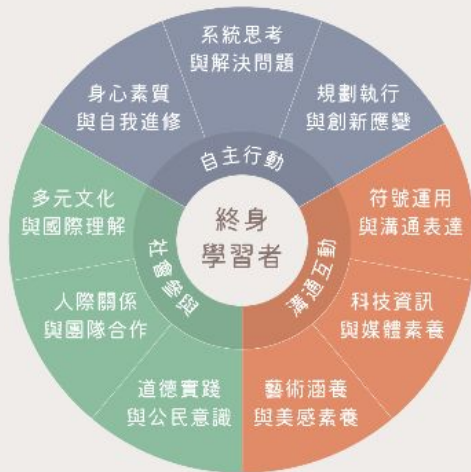 系統思考
與解決問題
身心素質
與自我進修
規劃執行
與創新應變
自主行動
多元文化
與國際理解
符號運用
與溝通表達
終身
學習者
社會參與
溝通互動
人際關係
與團隊合作
科技資訊
與媒體素養
道德實踐
與公民意識
藝術涵養
與美感素養